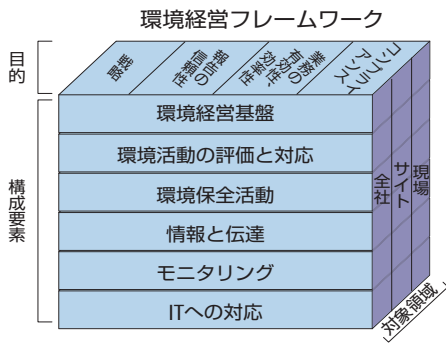 環境経営フレームワーク
目的
戦略
報告の
信頼性
業務の
有効性、
効率性
コンプライ
アンス
構成要素
環境経営基盤
環境活動の評価と対応
環境保全活動
情報と伝達
モニタリング
ITへの対応
全社
サイト
現場
対象領域